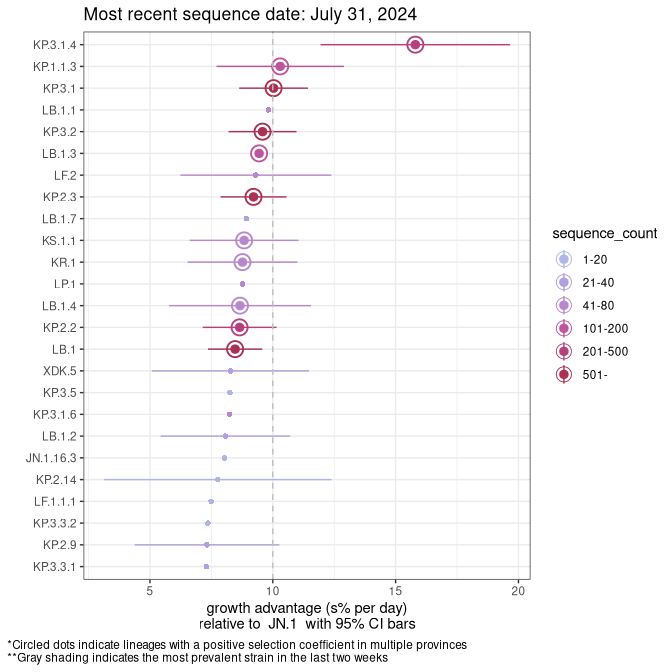 Most recent sequence date: July 31, 2024
KP.3.1.4
KP.1.1.3
KP.3.1
LB.1.1
KP.3.2
LB.1.3
LF.2
KP.2.3
LB.1.7
KS.1.1
KR.1
LP.1
LB.1.4
KP.2.2
LB.1
XDK.5
KP.3.5
KP.3.1.6
LB.1.2
JN.1.16.3
KP.2.14
LF.1.1.1
KP.3.3.2
KP.2.9
KP.3.3.1
5 10 15 20
growth advantage (s% per day)
relative to JN.1 with 95% CI bars
sequence_count
1-20
21-40
41-80
101-200
201-500
501-
*Circled dots indicate lineages with a positive selection coefficient in multiple provinces
**Gray shading indicates the most prevalent strain in the last two weeks